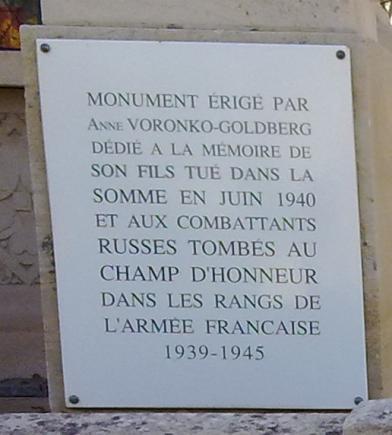 MONUMENT ÉRIGÉ PAR
ANNE VORONKO-GOLDBERG
DÉDIÉ A LA MÉMOIRE DE
SON FILS TUÉ DANS LA
SOMME EN JUIN 1940
ET AUX COMBATTANTS
RUSSES TOMBÉS AU
CHAMP D'HONNEUR
DANS LES RANGS DE
L'ARMÉE FRANCAISE
1939-1945